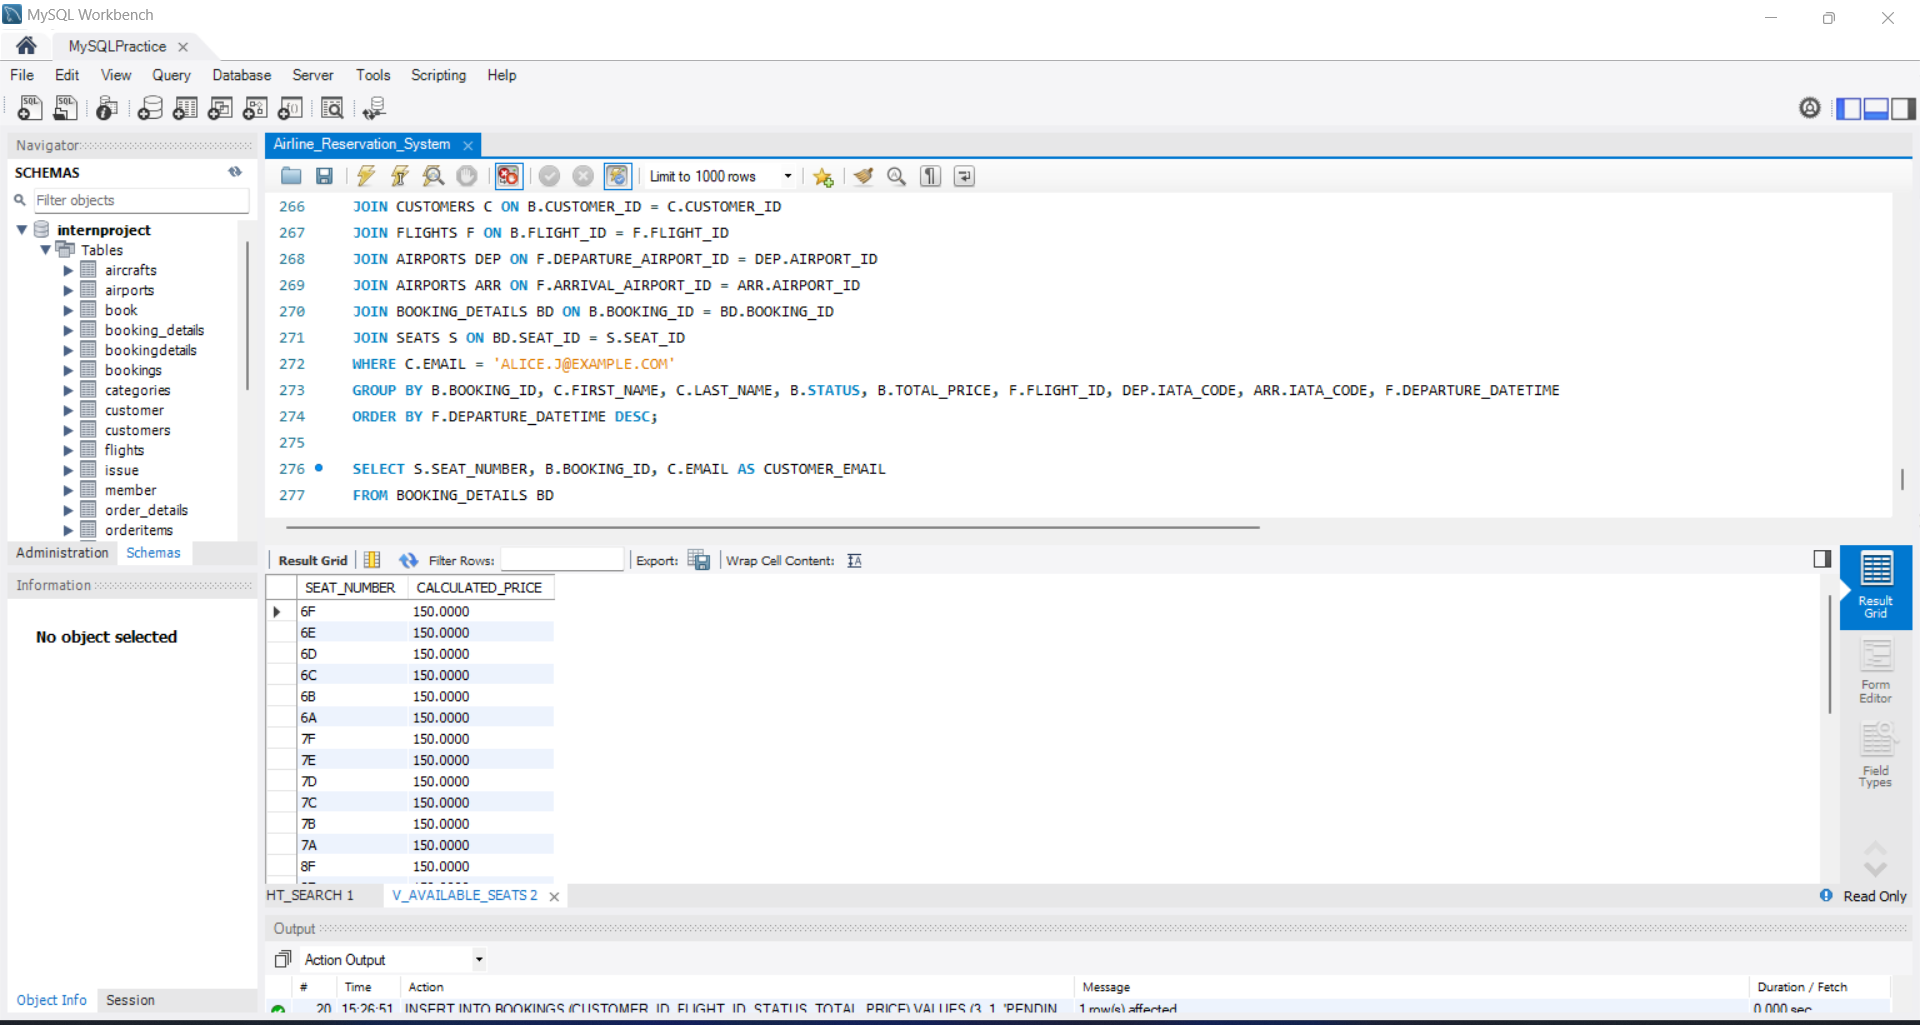 MySQL Workbench
MySQLPractice
File Edit View Query Database Server Tools Scripting Help
Navigator
SCHEMAS
Filter objects
internproject
Tables
aircrafts
airports
book
booking_details
bookingdetails
bookings
categories
customer
customers
flights
issue
member
order_details
orderitems
Administration Schemas
Information
No object selected
Object Info Session
Airline_Reservation_System
Limit to 1000 rows
266 JOIN CUSTOMERS C ON B.CUSTOMER_ID = C.CUSTOMER_ID
267 JOIN FLIGHTS F ON B.FLIGHT_ID = F.FLIGHT_ID
268 JOIN AIRPORTS DEP ON F.DEPARTURE_AIRPORT_ID = DEP.AIRPORT_ID
269 JOIN AIRPORTS ARR ON F.ARRIVAL_AIRPORT_ID = ARR.AIRPORT_ID
270 JOIN BOOKING_DETAILS BD ON B.BOOKING_ID = BD.BOOKING_ID
271 JOIN SEATS S ON BD.SEAT_ID = S.SEAT_ID
272 WHERE C.EMAIL = 'ALICE.J@EXAMPLE.COM'
273 GROUP BY B.BOOKING_ID, C.FIRST_NAME, C.LAST_NAME, B.STATUS, B.TOTAL_PRICE, F.FLIGHT_ID, DEP.IATA_CODE, ARR.IATA_CODE, F.DEPARTURE_DATETIME
274 ORDER BY F.DEPARTURE_DATETIME DESC;
275
276 SELECT S.SEAT_NUMBER, B.BOOKING_ID, C.EMAIL AS CUSTOMER_EMAIL
277 FROM BOOKING_DETAILS BD
Result Grid Filter Rows: Export: Wrap Cell Content:
SEAT_NUMBER CALCULATED_PRICE
6F 150.0000
6E 150.0000
6D 150.0000
6C 150.0000
6B 150.0000
6A 150.0000
7F 150.0000
7E 150.0000
7D 150.0000
7C 150.0000
7B 150.0000
7A 150.0000
8F 150.0000
Result Grid
Form Editor
Field Types
HT_SEARCH 1 V_AVAILABLE_SEATS 2 Read Only
Output
Action Output
# Time Action Message Duration / Fetch
20 15:26:51 INSERT INTO BOOKINGS (CUSTOMER_ID, FLIGHT_ID, STATUS, TOTAL_PRICE) VALUES (3, 1, 'PENDIN 1 row(s) affected 0.000 sec